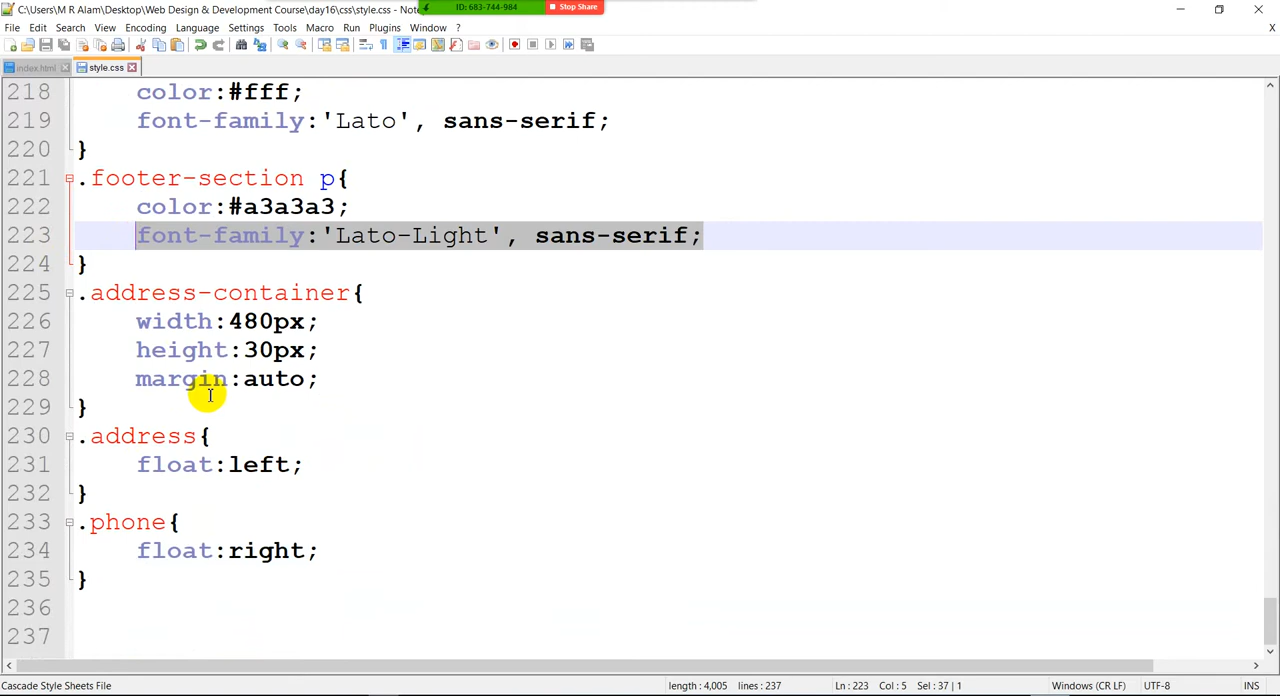 C:\Users\M R Alam\Desktop\Web Design & Development Course\day16\css\style.css - Note
ID: 683-744-984
Stop Share
File Edit Search View Encoding Language Settings Tools Macro Run Plugins Window ?
X
index.html style.css
218 color:#fff;
219 font-family:'Lato', sans-serif;
220 }
221 .footer-section p{
222 color:#a3a3a3;
223 font-family:'Lato-Light', sans-serif;
224 }
225 .address-container{
226 width:480px;
227 height:30px;
228 margin:auto;
229 }
230 .address{
231 float:left;
232 }
233 .phone{
234 float:right;
235 }
236
237
Cascade Style Sheets File length : 4,005 lines : 237 Ln : 223 Col : 5 Sel : 37 | 1 Windows (CR LF) UTF-8 INS